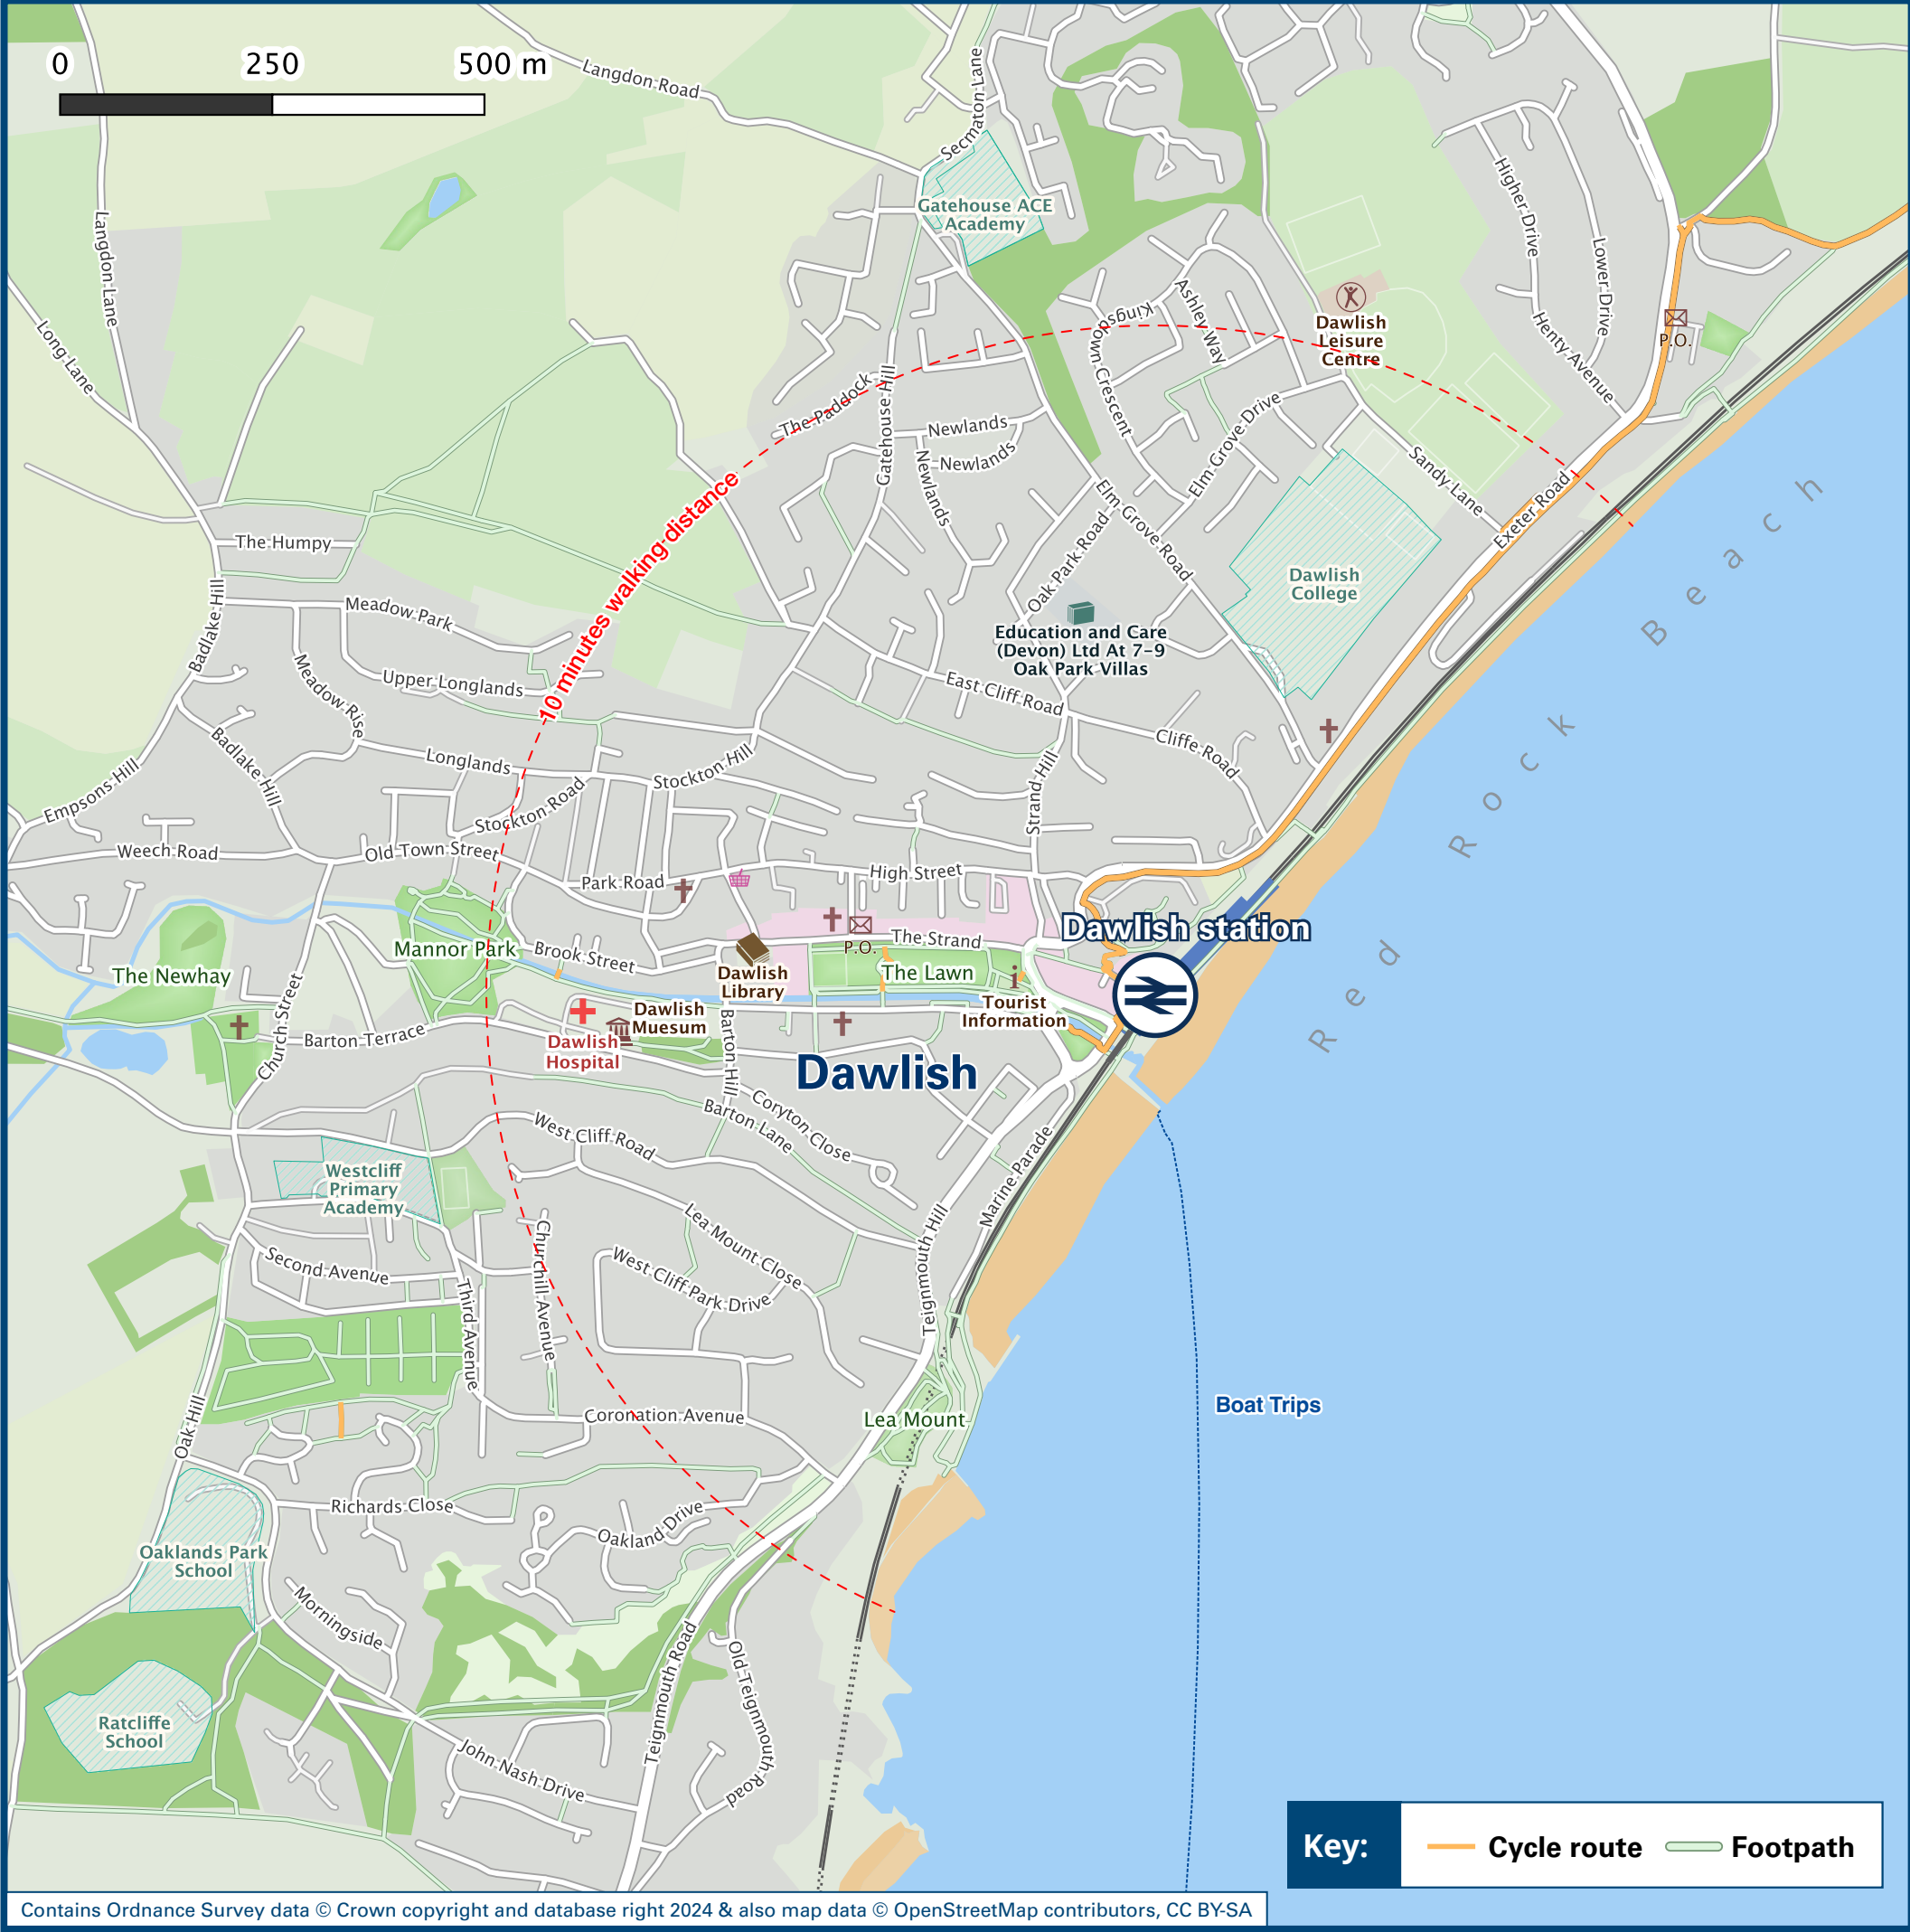 0 250 500 m
Langdon Road
Secmaton Lane
Langdon Lane
Long Lane
Gatehouse ACE
Academy
Higher Drive
Lower Drive
Henty Avenue
Kingsdown Crescent
Ashley Way
Dawlish
Leisure
Centre
P.O.
The Paddock
Gatehouse Hill
Newlands
Newlands
Newlands
Elm Grove Drive
Sandy Lane
Exeter Road
Elm Grove Road
Oak Park Road
10 minutes walking distance
The Humpy
Badlake Hill
Meadow Park
Meadow Rise
Upper Longlands
Dawlish
College
Education and Care
(Devon) Ltd At 7-9
Oak Park Villas
East Cliff Road
Cliffe Road
Strand Hill
Badlake Hill
Longlands
Stockton Hill
Stockton Road
Empsons Hill
Weech Road
Old Town Street
Park Road
High Street
Red Rock Beach
Dawlish station
Mannor Park
The Newhay
Brook Street
P.O.
The Strand
The Lawn
Dawlish
Library
Tourist
Information
Dawlish
Muesum
Dawlish
Hospital
Church Street
Barton Terrace
Barton Hill
Dawlish
Coryton Close
Barton Lane
West Cliff Road
Marine Parade
Westcliff
Primary
Academy
Lea Mount Close
West Cliff Park Drive
Teignmouth Hill
Second Avenue
Third Avenue
Churchill Avenue
Boat Trips
Coronation Avenue
Lea Mount
Oak Hill
Richards Close
Oakland Drive
Oaklands Park
School
Morningside
Teignmouth Road
Old Teignmouth Road
Ratcliffe
School
John Nash Drive
Key: Cycle route Footpath
Contains Ordnance Survey data © Crown copyright and database right 2024 & also map data © OpenStreetMap contributors, CC BY-SA